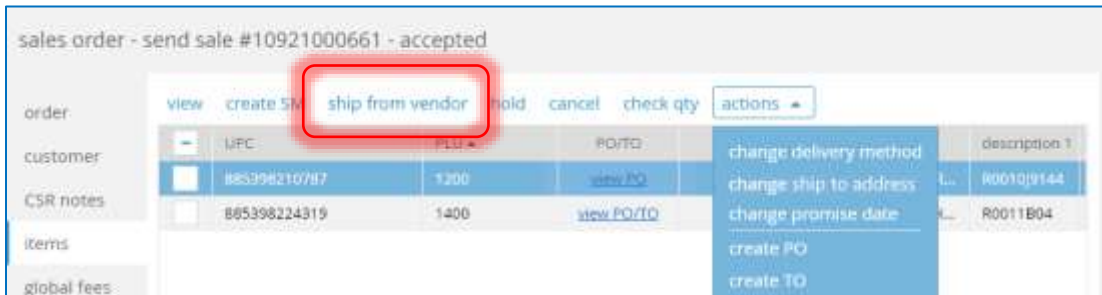 sales order - send sale #10921000661 - accepted
order
customer
CSR notes
items
global fees
view create SM ship from vendor hold cancel check qty actions
UPC PLU PO/TO description 1
885398210787 1200 view PO R0010J9144
885398224319 1400 view PO/TO R0011B04
change delivery method
change ship to address
change promise date
create PO
create TO